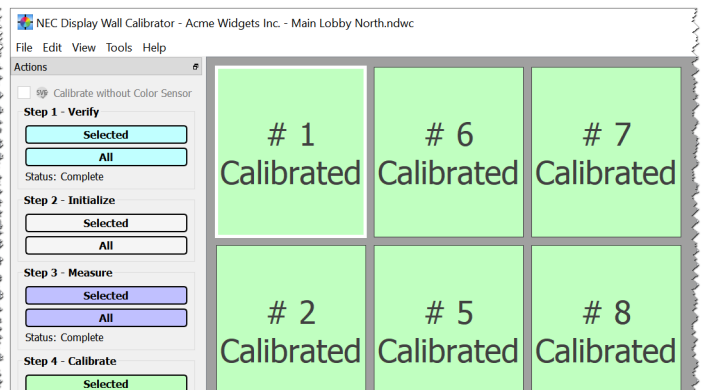 NEC Display Wall Calibrator - Acme Widgets Inc. - Main Lobby North.ndwc
File Edit View Tools Help
Actions
Calibrate without Color Sensor
Step 1 - Verify
Selected
All
Status: Complete
Step 2 - Initialize
Selected
All
Step 3 - Measure
Selected
All
Status: Complete
Step 4 - Calibrate
Selected
# 1
Calibrated
# 6
Calibrated
# 7
Calibrated
# 2
Calibrated
# 5
Calibrated
# 8
Calibrated